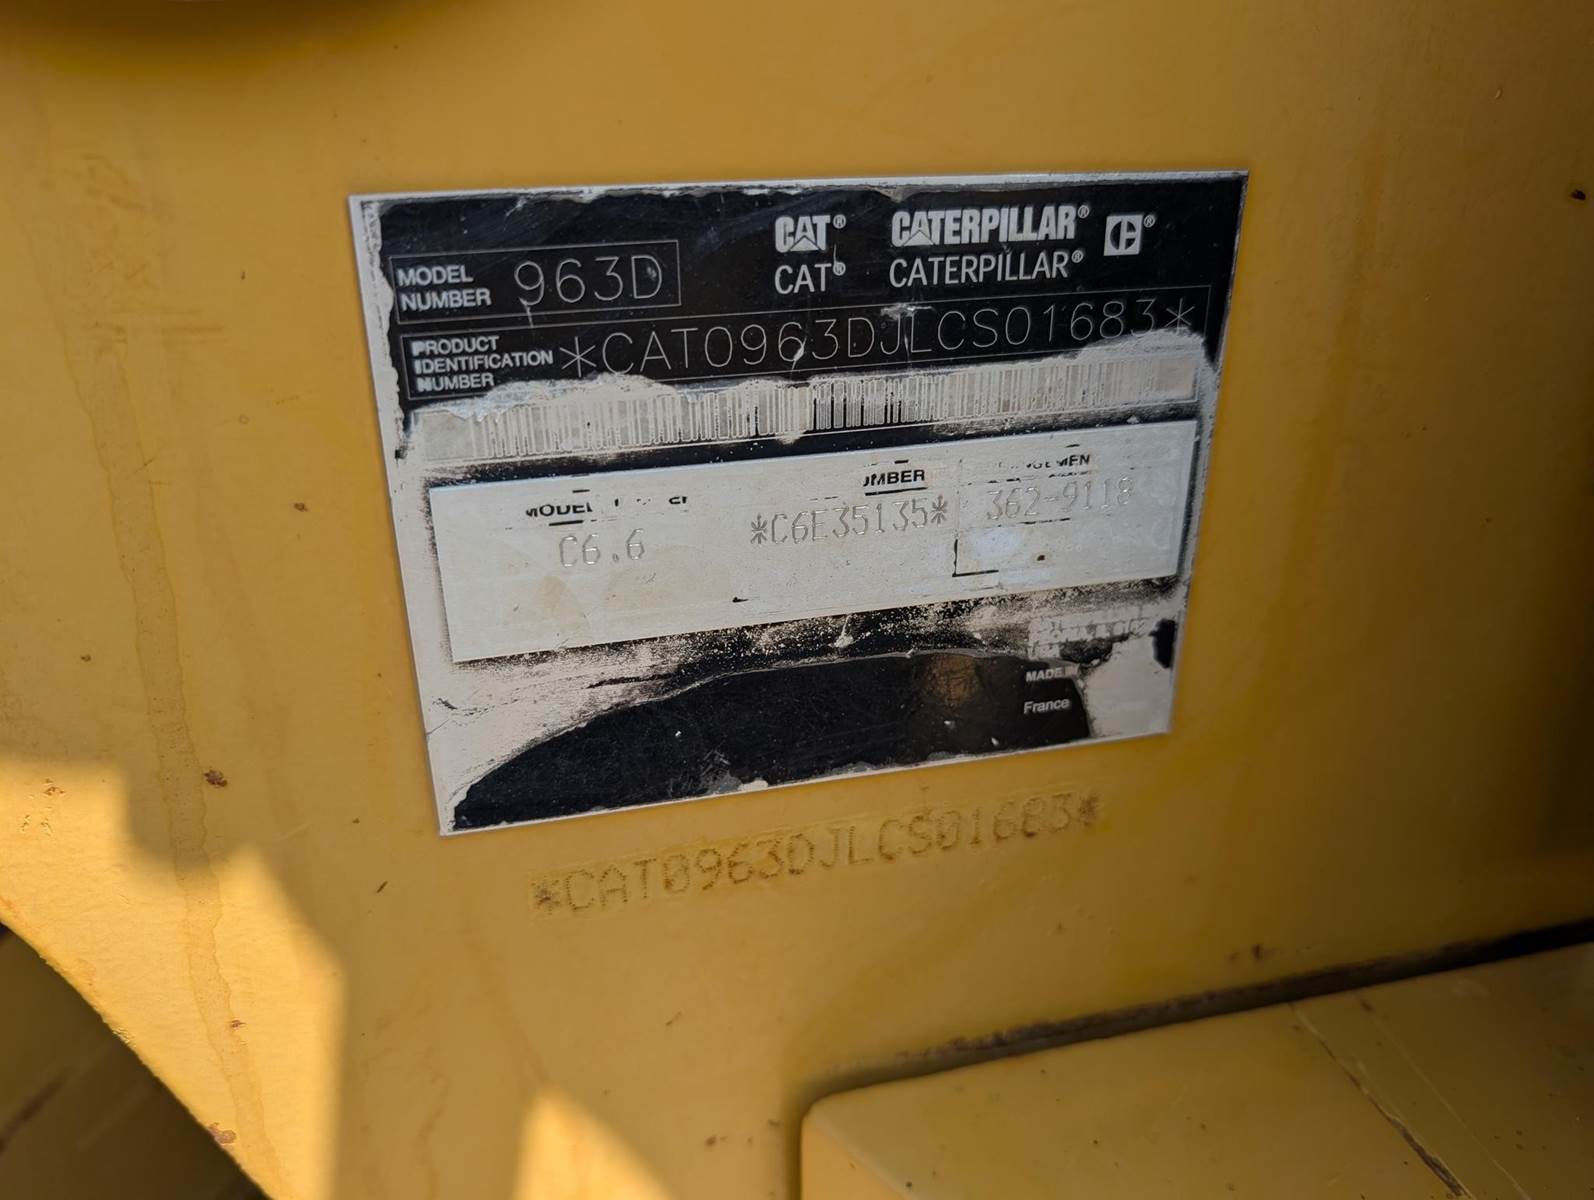 CAT® CATERPILLAR® ®
CAT® CATERPILLAR®
MODEL
NUMBER
963D
PRODUCT
IDENTIFICATION
NUMBER
*CAT0963DJLCS01683*
MODEL
UMBER
C6.6
*C6E35135*
362-9118
MADE
France
*CAT0963DJLCS01683*